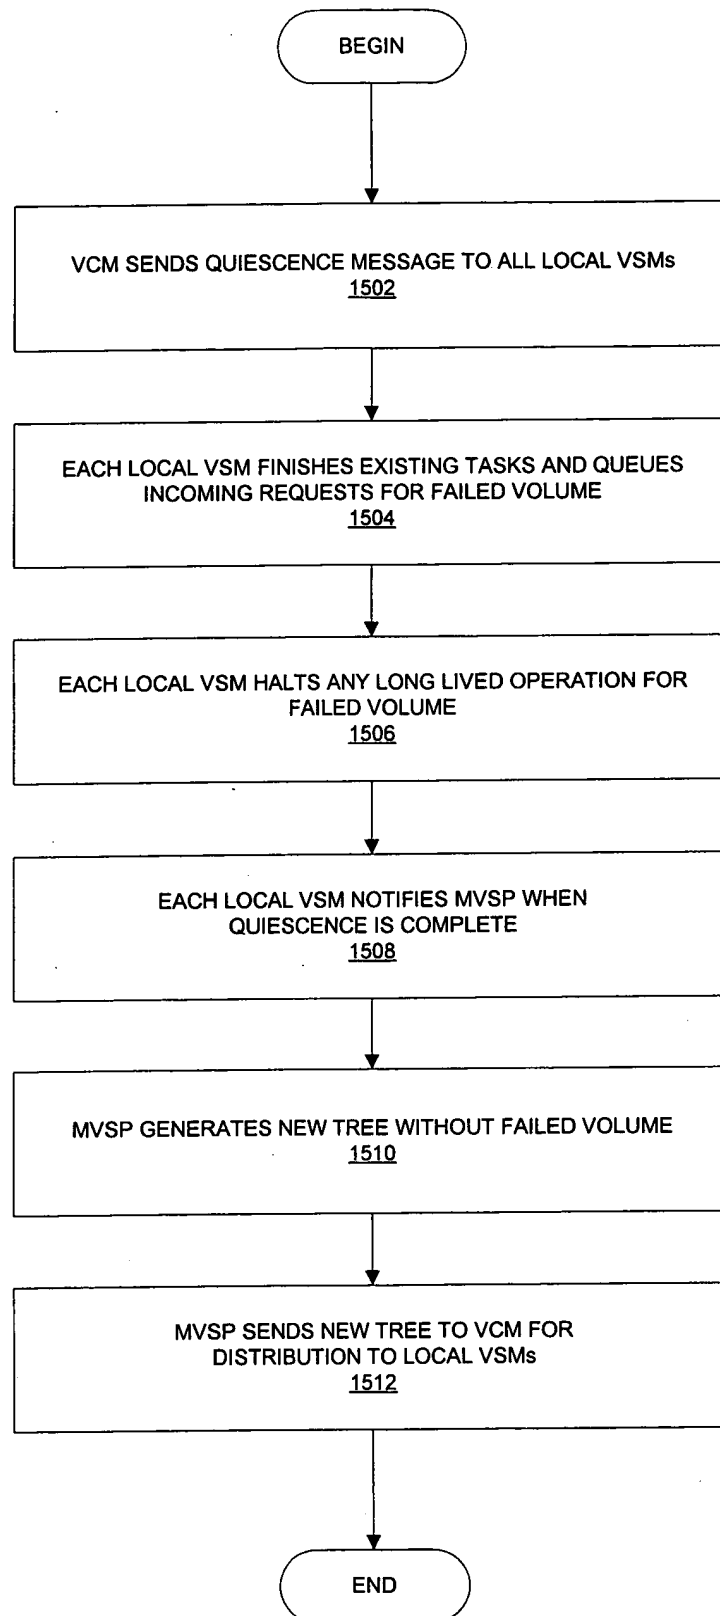 BEGIN
VCM SENDS QUIESCENCE MESSAGE TO ALL LOCAL VSMs
1502
EACH LOCAL VSM FINISHES EXISTING TASKS AND QUEUES
INCOMING REQUESTS FOR FAILED VOLUME
1504
EACH LOCAL VSM HALTS ANY LONG LIVED OPERATION FOR
FAILED VOLUME
1506
EACH LOCAL VSM NOTIFIES MVSP WHEN
QUIESCENCE IS COMPLETE
1508
MVSP GENERATES NEW TREE WITHOUT FAILED VOLUME
1510
MVSP SENDS NEW TREE TO VCM FOR
DISTRIBUTION TO LOCAL VSMs
1512
END